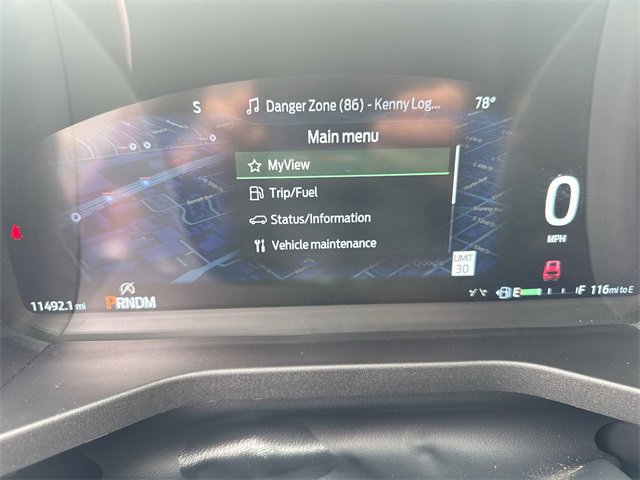 S
Danger Zone (86) - Kenny Log...
78°
Main menu
MyView
Trip/Fuel
Status/Information
Vehicle maintenance
0
MPH
Google
LIMIT
30
11492.1 mi
PRNDM
E F 116 mi to E